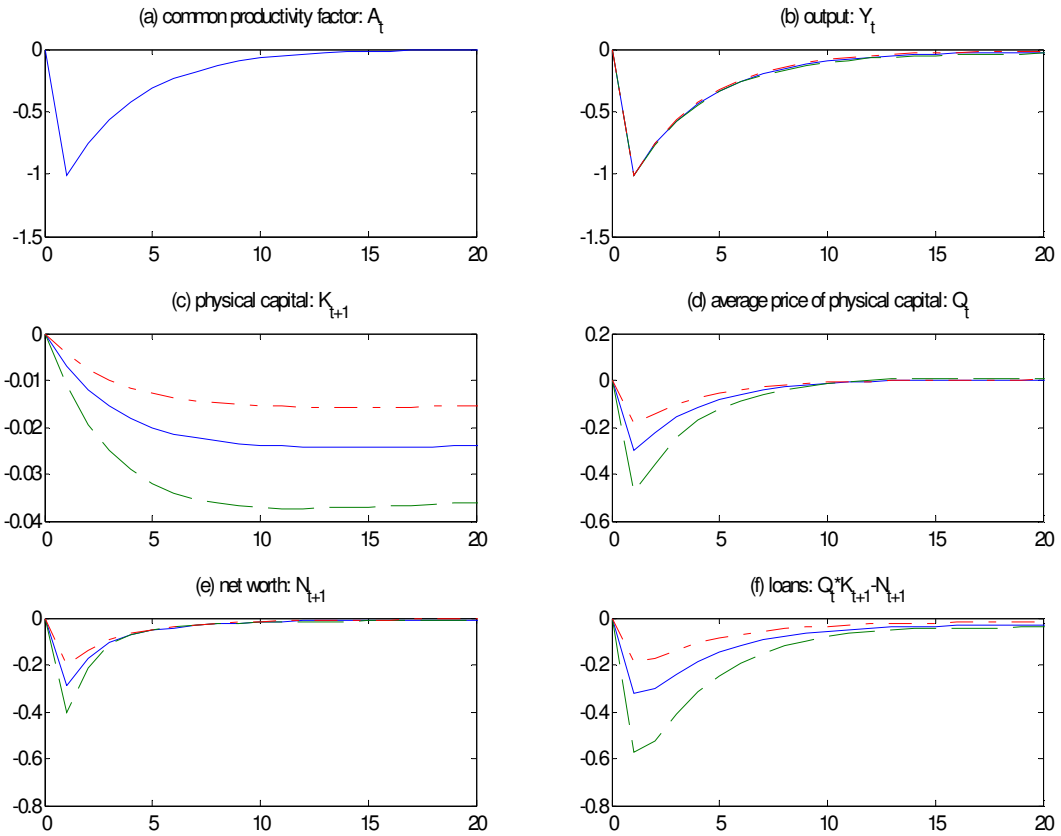 (a) common productivity factor: A_t
(b) output: Y_t
0
-0.5
-1
-1.5
0 5 10 15 20
0
-0.5
-1
-1.5
0 5 10 15 20
(c) physical capital: K_t+1
(d) average price of physical capital: Q_t
0
-0.01
-0.02
-0.03
-0.04
0 5 10 15 20
0.2
0
-0.2
-0.4
-0.6
0 5 10 15 20
(e) net worth: N_t+1
(f) loans: Q_t*K_t+1-N_t+1
0
-0.2
-0.4
-0.6
-0.8
0 5 10 15 20
0
-0.2
-0.4
-0.6
-0.8
0 5 10 15 20